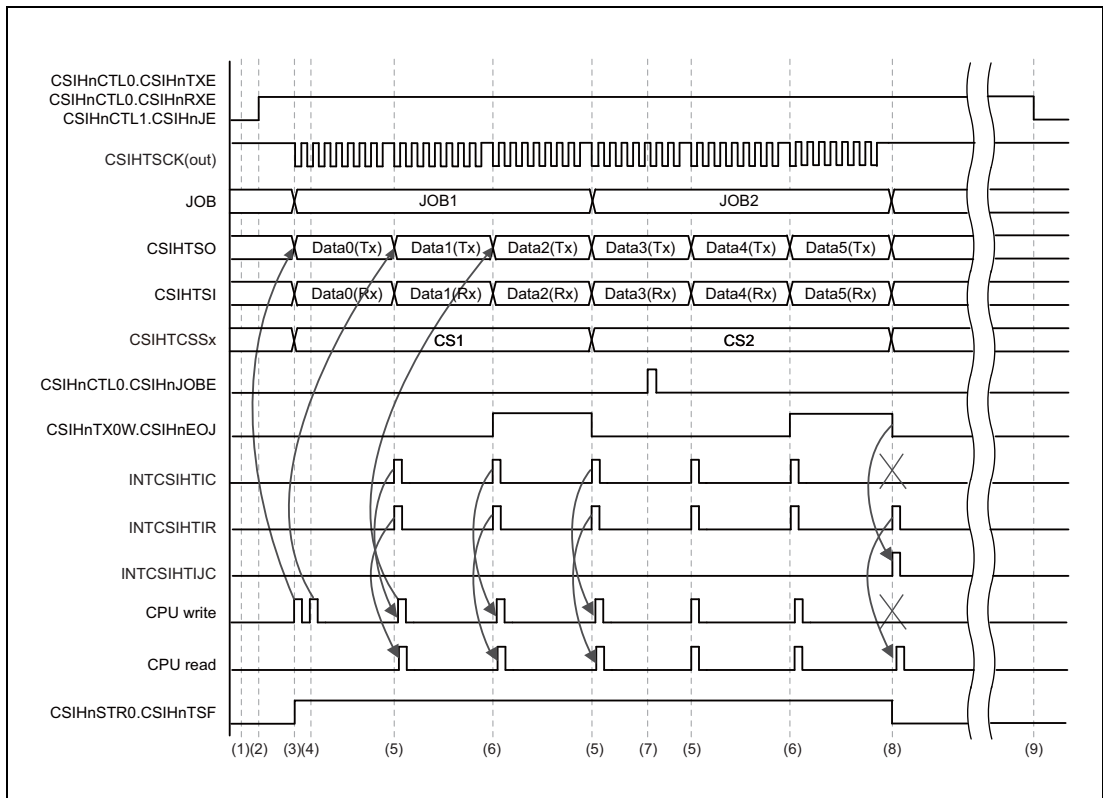 CSIHnCTL0.CSIHnTXE
CSIHnCTL0.CSIHnRXE
CSIHnCTL1.CSIHnJE
CSIHTSCK(out)
JOB JOB1 JOB2
CSIHTSO Data0(Tx) Data1(Tx) Data2(Tx) Data3(Tx) Data4(Tx) Data5(Tx)
CSIHTSI Data0(Rx) Data1(Rx) Data2(Rx) Data3(Rx) Data4(Rx) Data5(Rx)
CSIHTCSSx CS1 CS2
CSIHnCTL0.CSIHnJOBE
CSIHnTX0W.CSIHnEOJ
INTCSIHTIC
INTCSIHTIR
INTCSIHTIJC
CPU write
CPU read
CSIHnSTR0.CSIHnTSF
(1)(2) (3)(4) (5) (6) (5) (7) (5) (6) (8) (9)